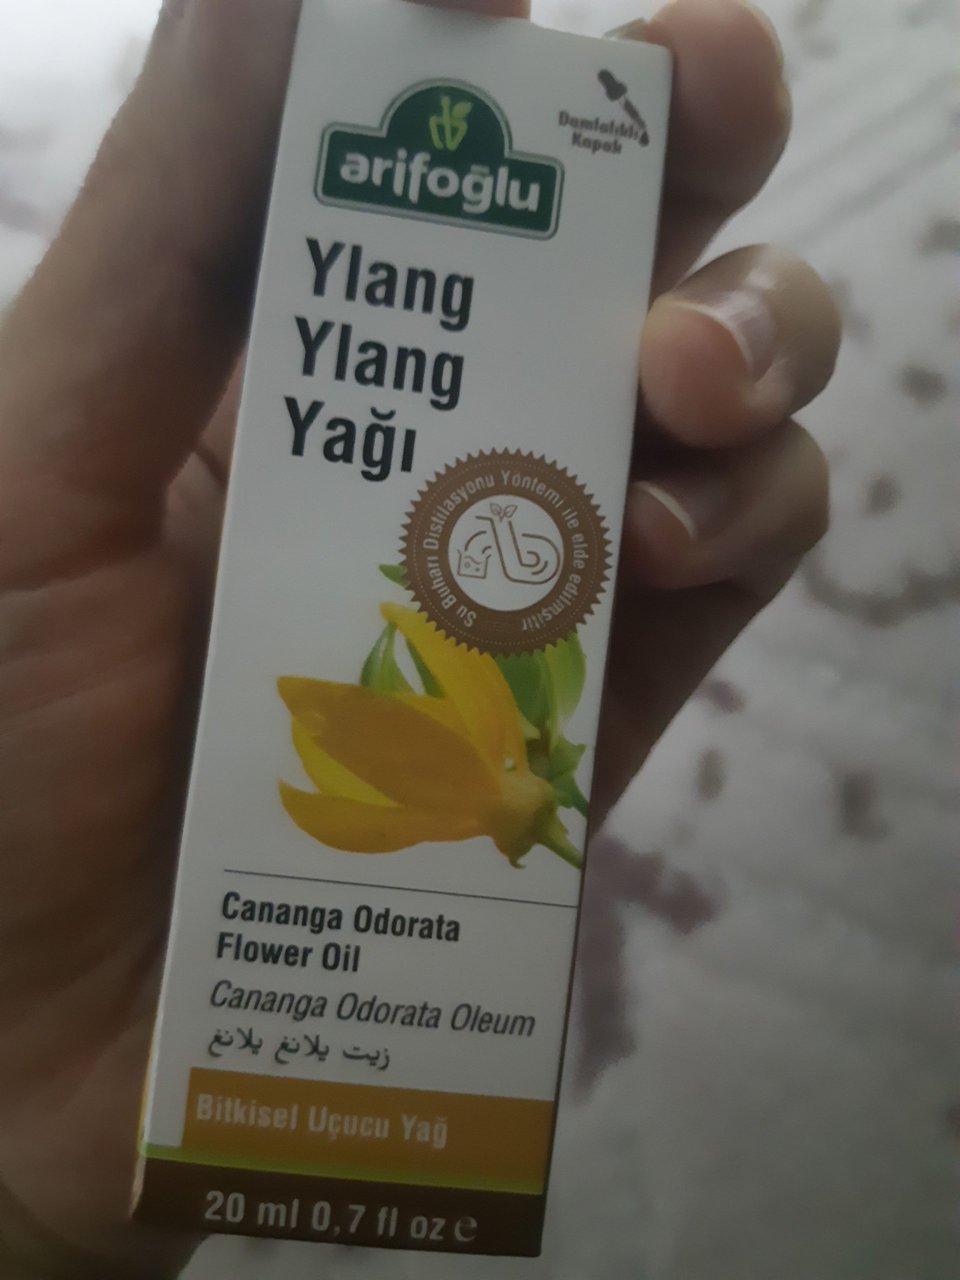 Damlalıklı
Kapak
arifoğlu
Ylang
Ylang
Yağı
Su Buharı Distilasyonu Yöntemi ile elde edilmiştir
Cananga Odorata
Flower Oil
Cananga Odorata Oleum
زيت يلانغ يلانغ
Bitkisel Uçucu Yağ
20 ml 0,7 fl oz e